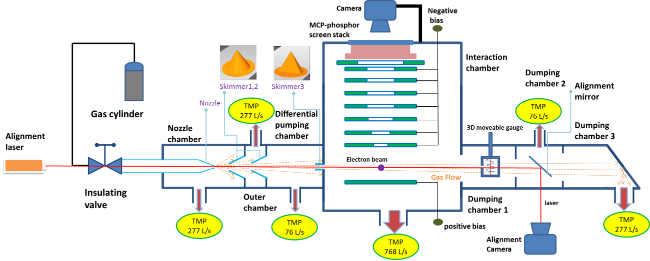 Camera
Negative
bias
MCP-phosphor
screen stack
Interaction
chamber
Skimmer1,2
Skimmer3
Gas cylinder
Nozzle
TMP
277 L/s
Differential
pumping
chamber
Dumping
chamber 2
Alignment
mirror
TMP
76 L/s
Alignment
laser
Nozzle
chamber
3D moveable gauge
Dumping
chamber 3
Electron beam
Gas Flow
Insulating
valve
Outer
chamber
Dumping
chamber 1
laser
TMP
277 L/s
TMP
76 L/s
positive bias
TMP
768 L/s
Alignment
Camera
TMP
277 L/s